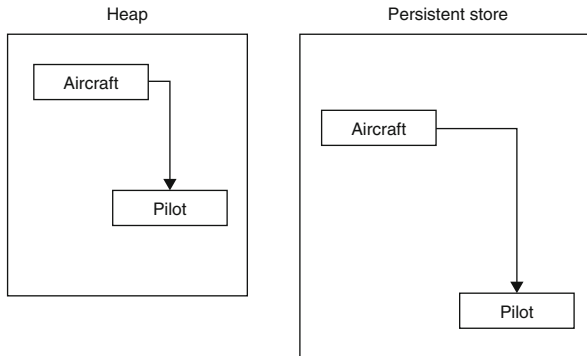 Heap
Aircraft
Pilot
Persistent store
Aircraft
Pilot